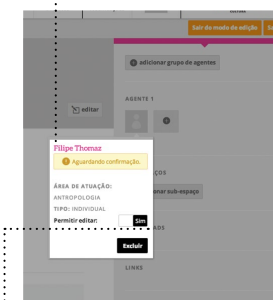 Sair do modo de edição
adicionar grupo de agentes
editar
AGENTE 1
Filipe Thomaz
Aguardando confirmação.
ÁREA DE ATUAÇÃO:
ANTROPOLOGIA
TIPO: INDIVIDUAL
Permitir editar: Sim
Excluir
LINKS